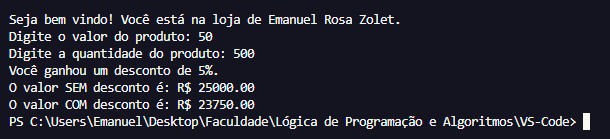 Seja bem vindo! Você está na loja de Emanuel Rosa Zolet.
Digite o valor do produto: 50
Digite a quantidade do produto: 500
Você ganhou um desconto de 5%.
O valor SEM desconto é: R$ 25000.00
O valor COM desconto é: R$ 23750.00
PS C:\Users\Emanuel\Desktop\Faculdade\Lógica de Programação e Algoritmos\VS-Code>